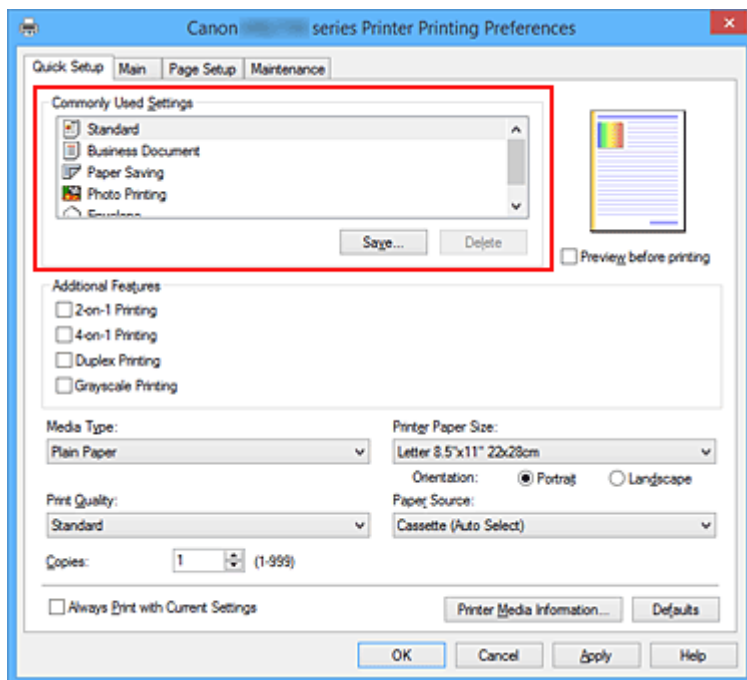 Canon series Printer Printing Preferences
Quick Setup Main Page Setup Maintenance
Commonly Used Settings
Standard
Business Document
Paper Saving
Photo Printing
Envelope
Save... Delete
Preview before printing
Additional Features
2-on-1 Printing
4-on-1 Printing
Duplex Printing
Grayscale Printing
Media Type:
Plain Paper
Printer Paper Size:
Letter 8.5"x11" 22x28cm
Orientation: Portrait Landscape
Print Quality:
Standard
Paper Source:
Cassette (Auto Select)
Copies: 1 (1-999)
Always Print with Current Settings
Printer Media Information... Defaults
OK Cancel Apply Help